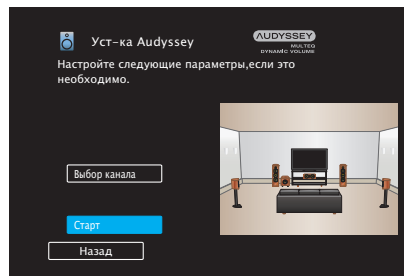 Уст-ка Audyssey
AUDYSSEY
MULTEQ
DYNAMIC VOLUME
Настройте следующие параметры,если это
необходимо.
Выбор канала
Старт
Назад